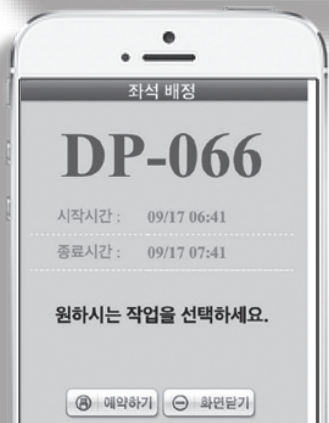 좌석 배정
DP-066
시작시간 : 09/17 06:41
종료시간 : 09/17 07:41
원하시는 작업을 선택하세요.
예약하기 화면닫기